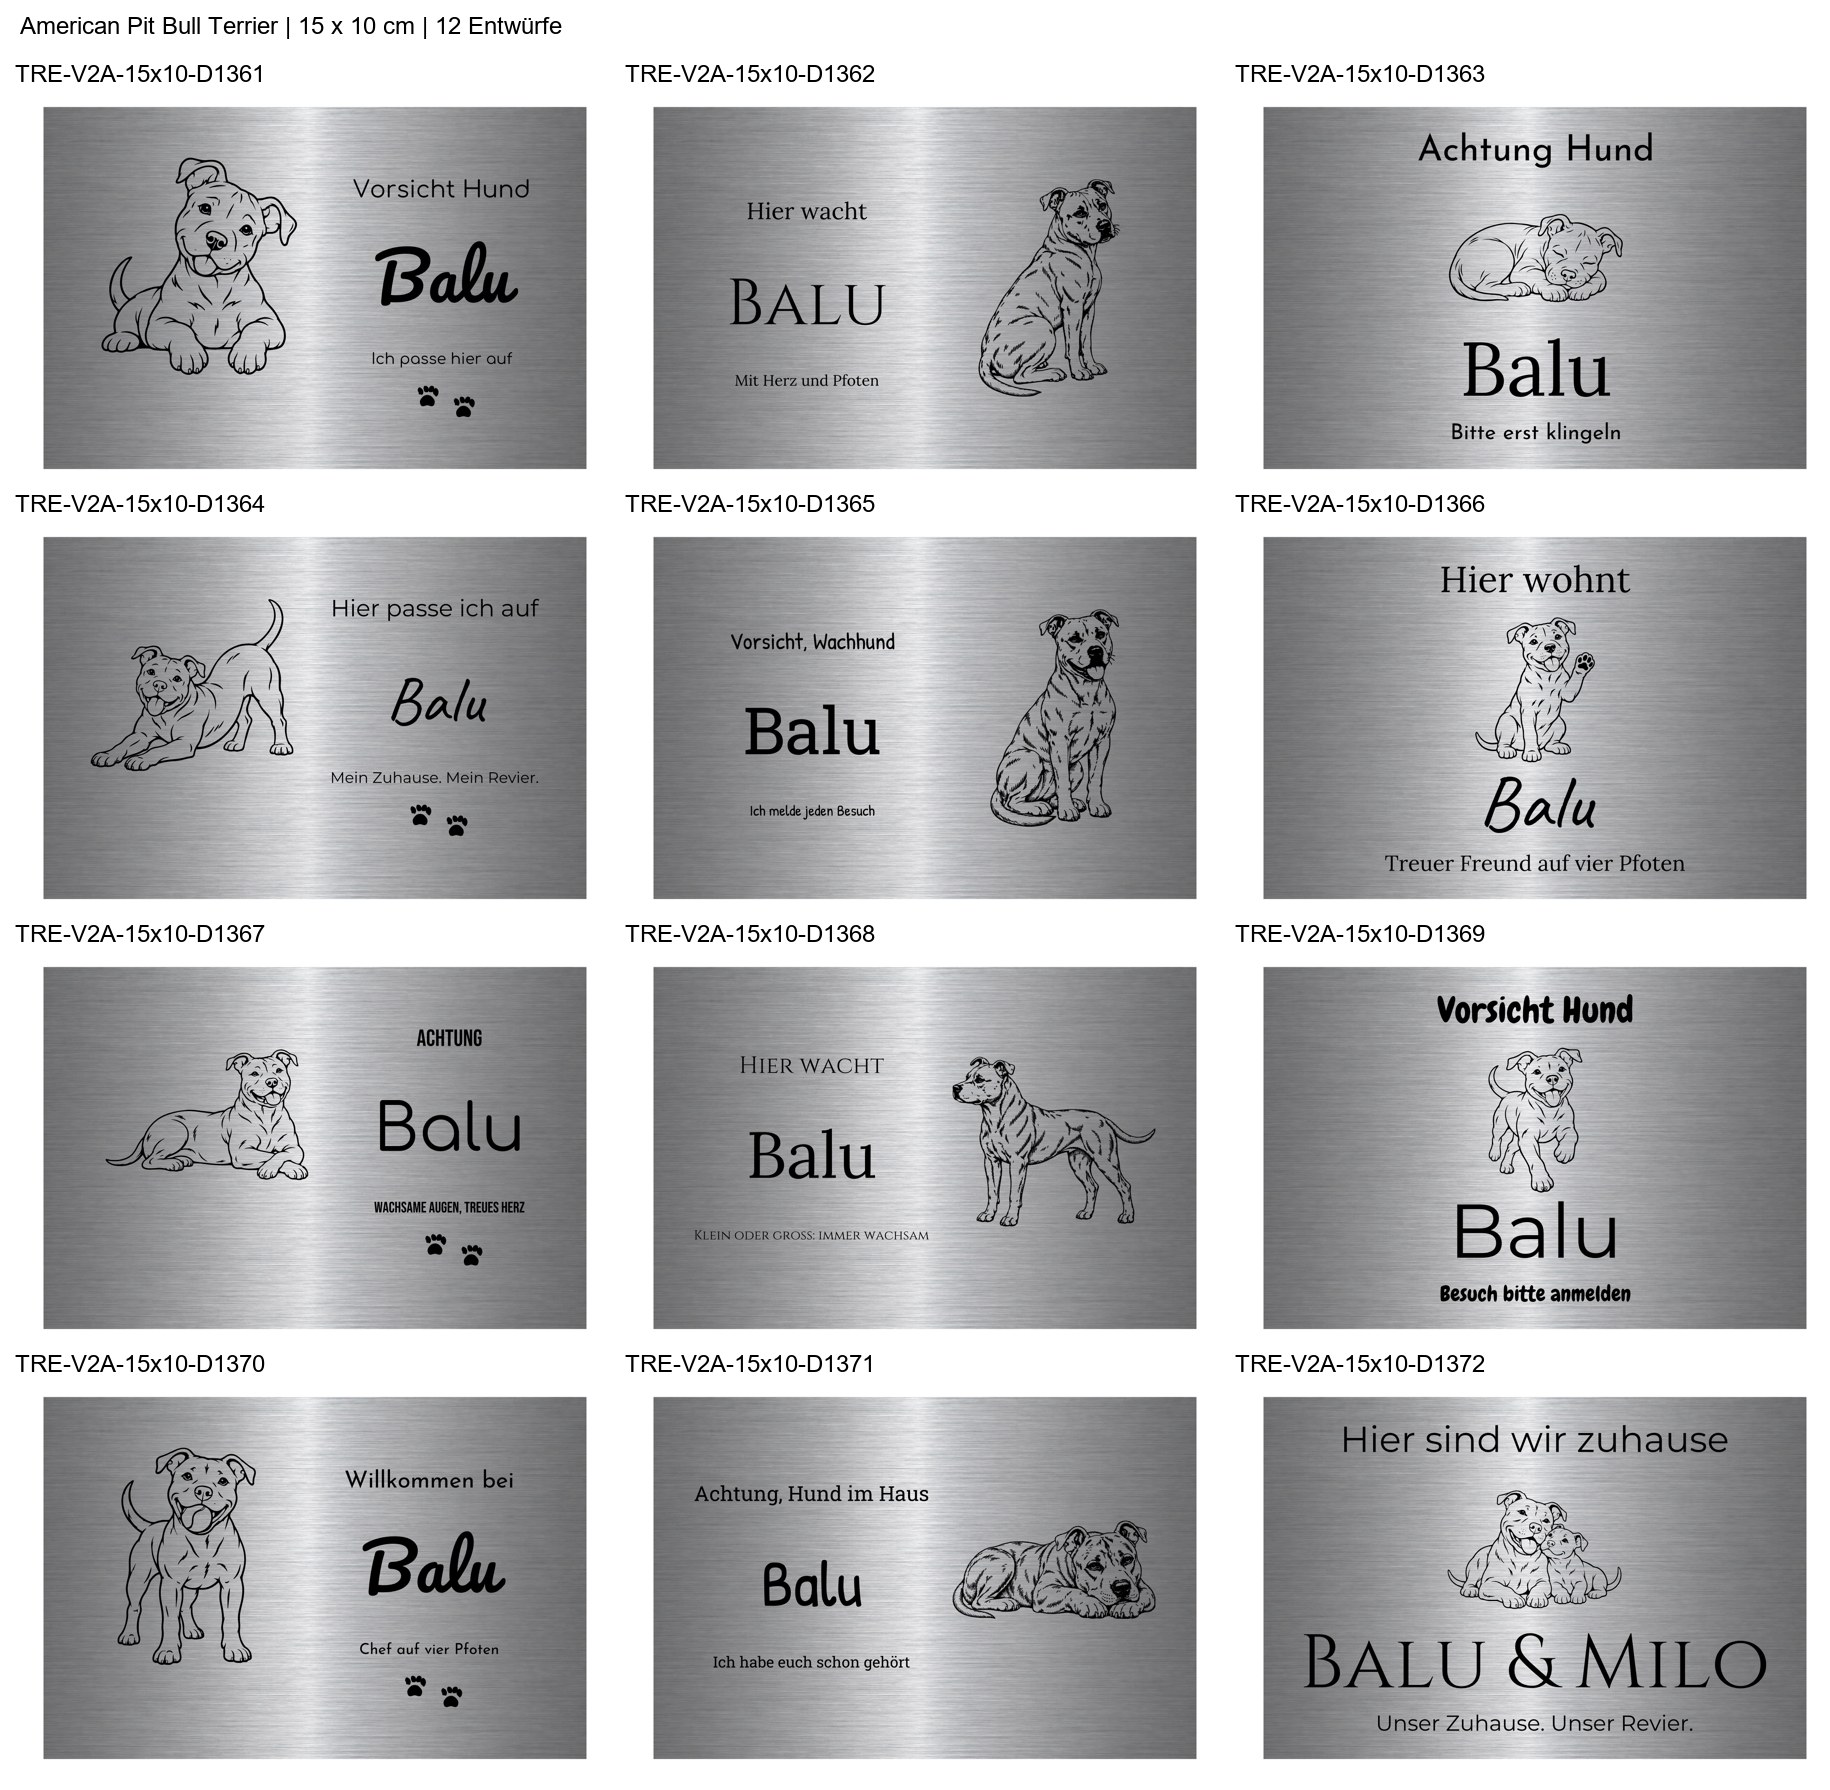 American Pit Bull Terrier | 15 x 10 cm | 12 Entwürfe
TRE-V2A-15x10-D1361
Vorsicht Hund
Balu
Ich passe hier auf
TRE-V2A-15x10-D1362
Hier wacht
BALU
Mit Herz und Pfoten
TRE-V2A-15x10-D1363
Achtung Hund
Balu
Bitte erst klingeln
TRE-V2A-15x10-D1364
Hier passe ich auf
Balu
Mein Zuhause. Mein Revier.
TRE-V2A-15x10-D1365
Vorsicht, Wachhund
Balu
Ich melde jeden Besuch
TRE-V2A-15x10-D1366
Hier wohnt
Balu
Treuer Freund auf vier Pfoten
TRE-V2A-15x10-D1367
ACHTUNG
Balu
WACHSAME AUGEN, TREUES HERZ
TRE-V2A-15x10-D1368
HIER WACHT
Balu
KLEIN ODER GROSS: IMMER WACHSAM
TRE-V2A-15x10-D1369
Vorsicht Hund
Balu
Besuch bitte anmelden
TRE-V2A-15x10-D1370
Willkommen bei
Balu
Chef auf vier Pfoten
TRE-V2A-15x10-D1371
Achtung, Hund im Haus
Balu
Ich habe euch schon gehört
TRE-V2A-15x10-D1372
Hier sind wir zuhause
BALU & MILO
Unser Zuhause. Unser Revier.